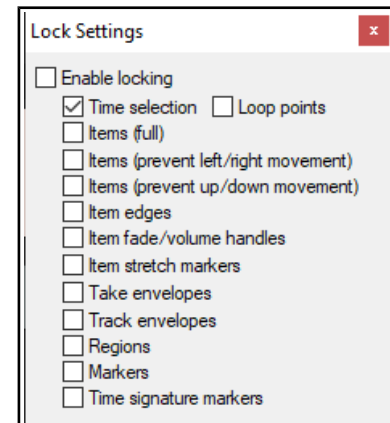 Lock Settings x
Enable locking
Time selection Loop points
Items (full)
Items (prevent left/right movement)
Items (prevent up/down movement)
Item edges
Item fade/volume handles
Item stretch markers
Take envelopes
Track envelopes
Regions
Markers
Time signature markers